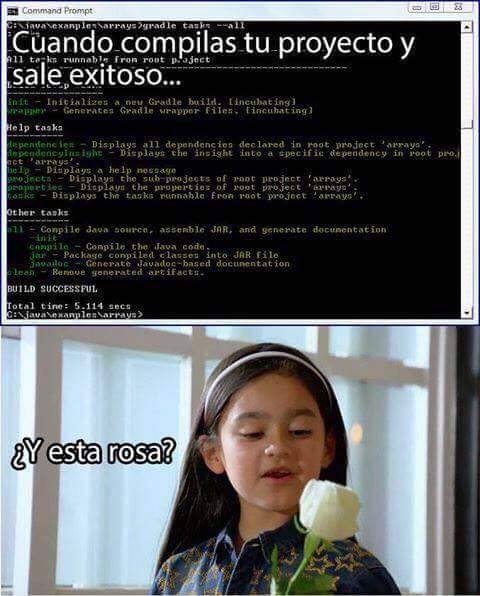 Command Prompt
C:\java\examples\arrays>gradle tasks --all
Cuando compilas tu proyecto y
All tasks runnable from root project
sale exitoso...
init - Initializes a new Gradle build. [incubating]
wrapper - Generates Gradle wrapper files. [incubating]
Help tasks
dependencies - Displays all dependencies declared in root project 'arrays'.
dependencyInsight - Displays the insight into a specific dependency in root proj
ect 'arrays'.
help - Displays a help message
projects - Displays the sub-projects of root project 'arrays'.
properties - Displays the properties of root project 'arrays'.
tasks - Displays the tasks runnable from root project 'arrays'.
Other tasks
all - Compile Java source, assemble JAR, and generate documentation
-init
compile - Compile the Java code.
jar - Package compiled classes into JAR file
javadoc - Generate Javadoc-based documentation
clean - Remove generated artifacts.
BUILD SUCCESSFUL
Total time: 5.114 secs
C:\java\examples\arrays>
¿Y esta rosa?